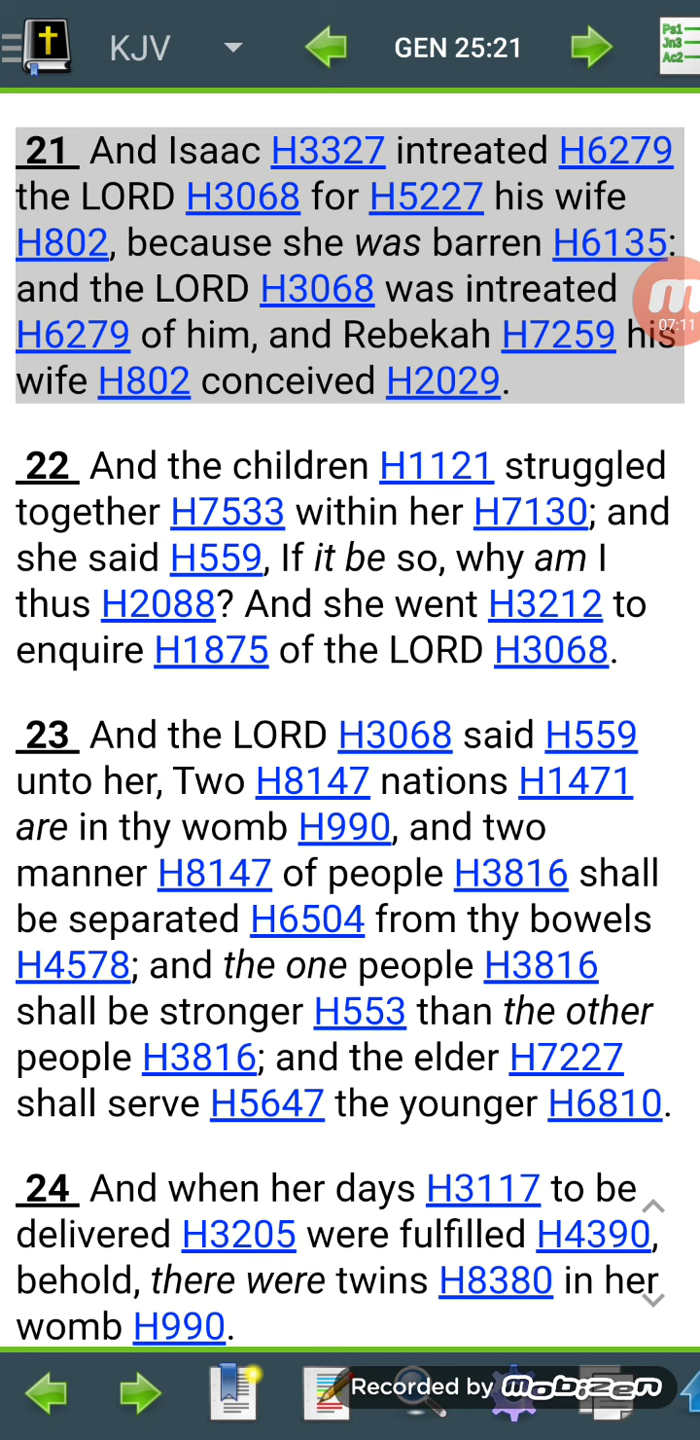 KJV GEN 25:21 Ps1
Jn3
Ac2
21 And Isaac H3327 intreated H6279
the LORD H3068 for H5227 his wife
H802, because she was barren H6135:
and the LORD H3068 was intreated
H6279 of him, and Rebekah H7259 his
07:11
wife H802 conceived H2029.
22 And the children H1121 struggled
together H7533 within her H7130; and
she said H559, If it be so, why am I
thus H2088? And she went H3212 to
enquire H1875 of the LORD H3068.
23 And the LORD H3068 said H559
unto her, Two H8147 nations H1471
are in thy womb H990, and two
manner H8147 of people H3816 shall
be separated H6504 from thy bowels
H4578; and the one people H3816
shall be stronger H553 than the other
people H3816; and the elder H7227
shall serve H5647 the younger H6810.
24 And when her days H3117 to be
delivered H3205 were fulfilled H4390,
behold, there were twins H8380 in her
womb H990.
Recorded by mobizen